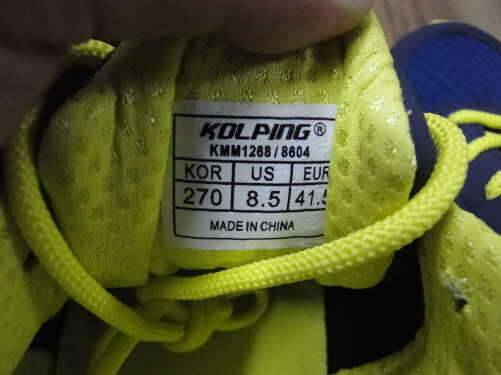 KOLPING®
KMM1268 / 8604
KOR US EUR
270 8.5 41.5
MADE IN CHINA